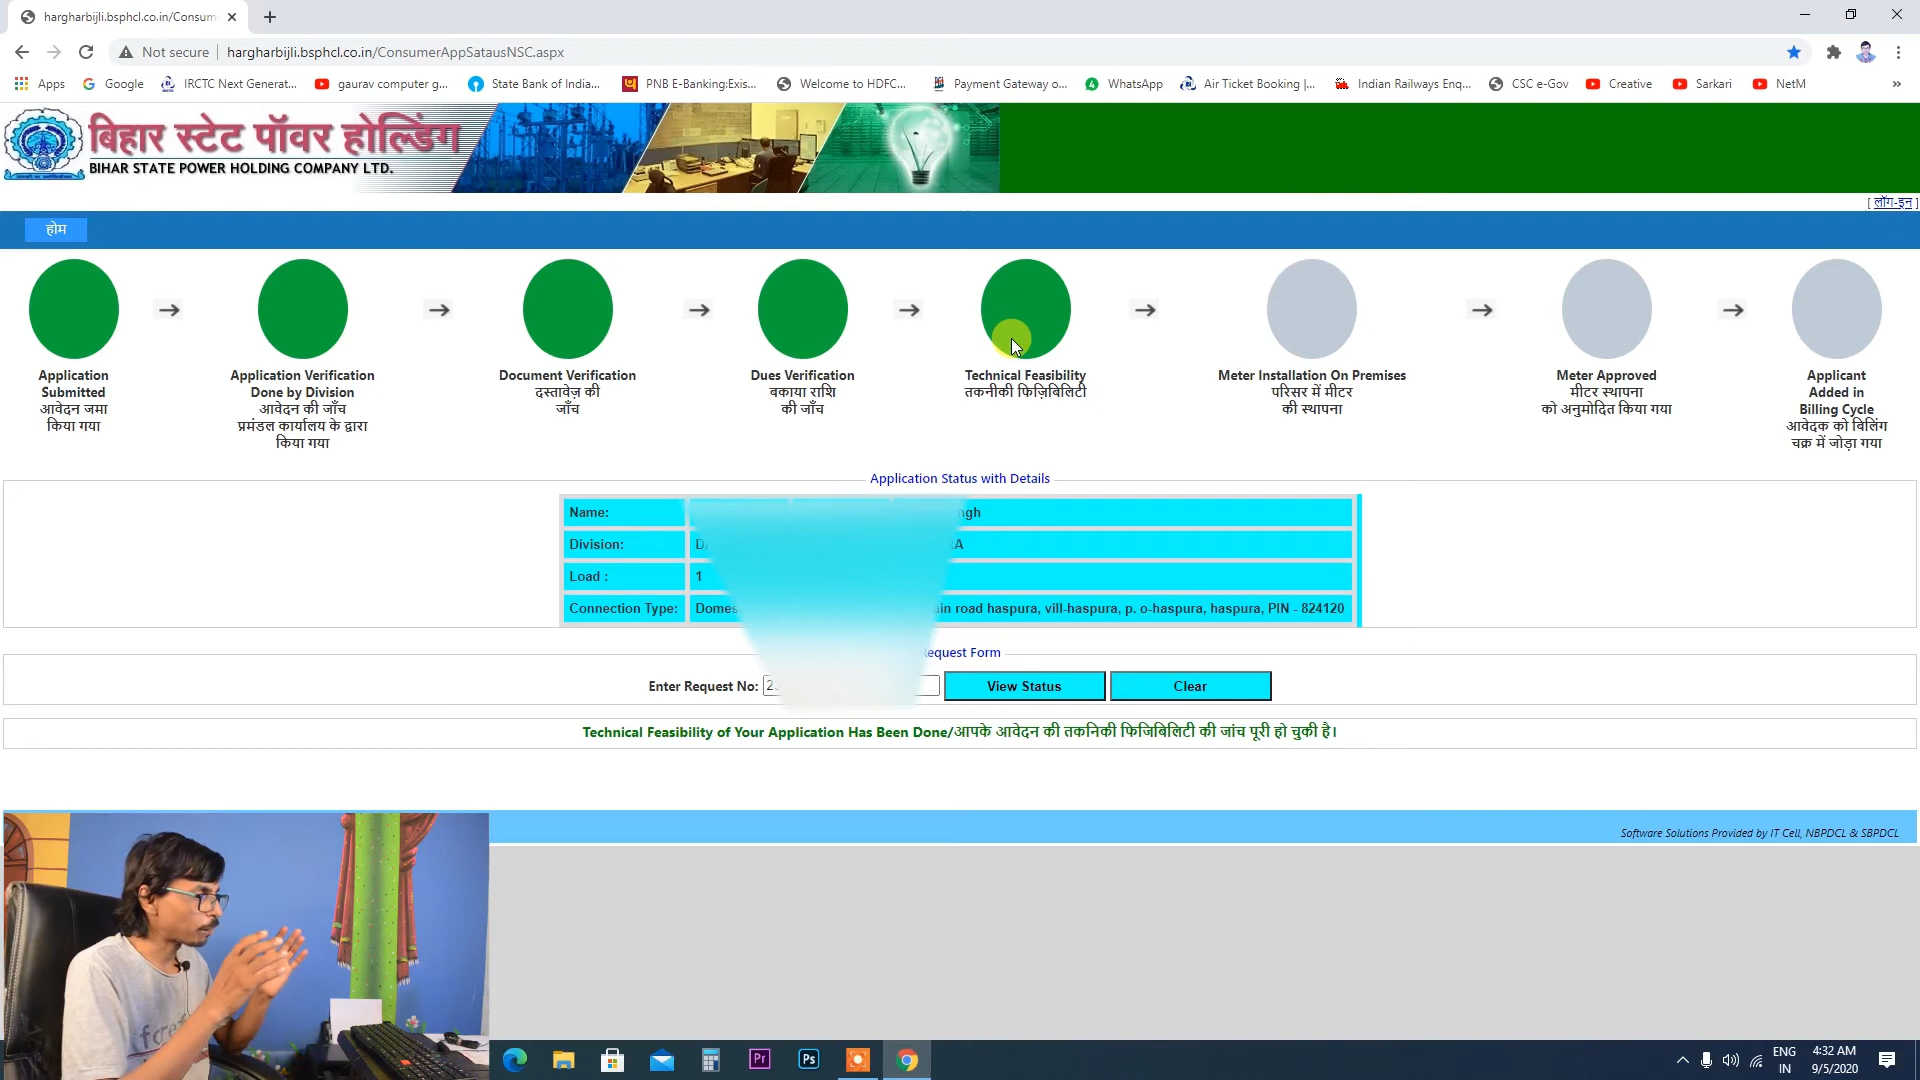 hargharbijli.bsphcl.co.in/Consum
Not secure
hargharbijli.bsphcl.co.in/ConsumerAppSatausNSC.aspx
Apps
Google
IRCTC Next Generat...
gaurav computer g...
State Bank of India...
PNB E-Banking:Exis...
Welcome to HDFC...
Payment Gateway o...
WhatsApp
Air Ticket Booking |...
Indian Railways Enq...
CSC e-Gov
Creative
Sarkari
NetM
»
बिहार स्टेट पॉवर होल्डिंग
BIHAR STATE POWER HOLDING COMPANY LTD.
[ लॉग-इन ]
होम
Application
Submitted
आवेदन जमा
किया गया
Application Verification
Done by Division
आवेदन की जाँच
प्रमंडल कार्यालय के द्वारा
किया गया
Document Verification
दस्तावेज़ की
जाँच
Dues Verification
बकाया राशि
की जाँच
Technical Feasibility
तकनीकी फिज़िबिलिटी
Meter Installation On Premises
परिसर में मीटर
की स्थापना
Meter Approved
मीटर स्थापना
को अनुमोदित किया गया
Applicant
Added in
Billing Cycle
आवेदक को बिलिंग
चक्र में जोड़ा गया
Application Status with Details
Name:
Division:
Load : 1
Connection Type: road haspura, vill-haspura, p. o-haspura, haspura, PIN - 824120
Form
Enter Request No:
View Status
Clear
Technical Feasibility of Your Application Has Been Done/आपके आवेदन की तकनिकी फिजिबिलिटी की जांच पूरी हो चुकी है।
Software Solutions Provided by IT Cell, NBPDCL & SBPDCL
Pr
Ps
ENG
IN
4:32 AM
9/5/2020